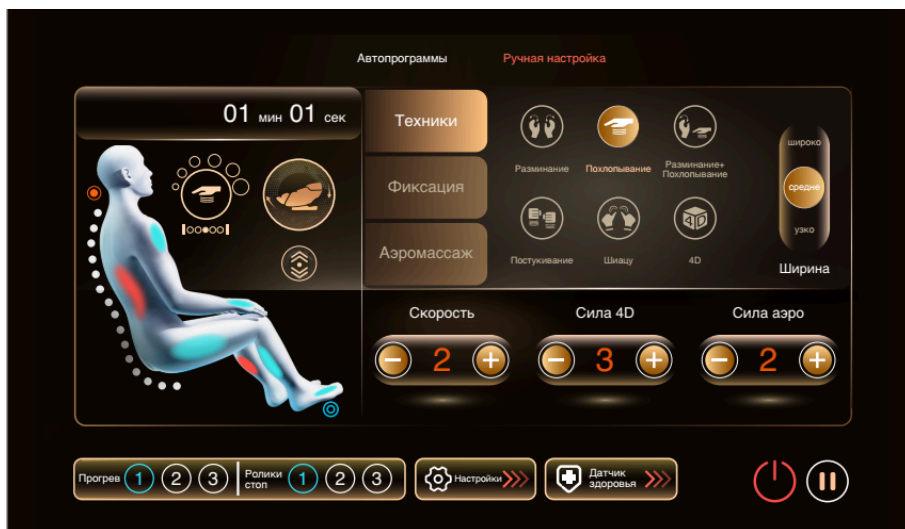 Автопрограммы
Ручная настройка
01 мин 01 сек
Техники
Фиксация
Аэромассаж
Разминание
Похлопывание
Разминание+
Похлопывание
Постукивание
Шиацу
4D
4D
широко
средне
узко
Ширина
Скорость
Сила 4D
Сила аэро
2
3
2
Прогрев 1 2 3
Ролики
стоп 1 2 3
Настройки
Датчик
здоровья